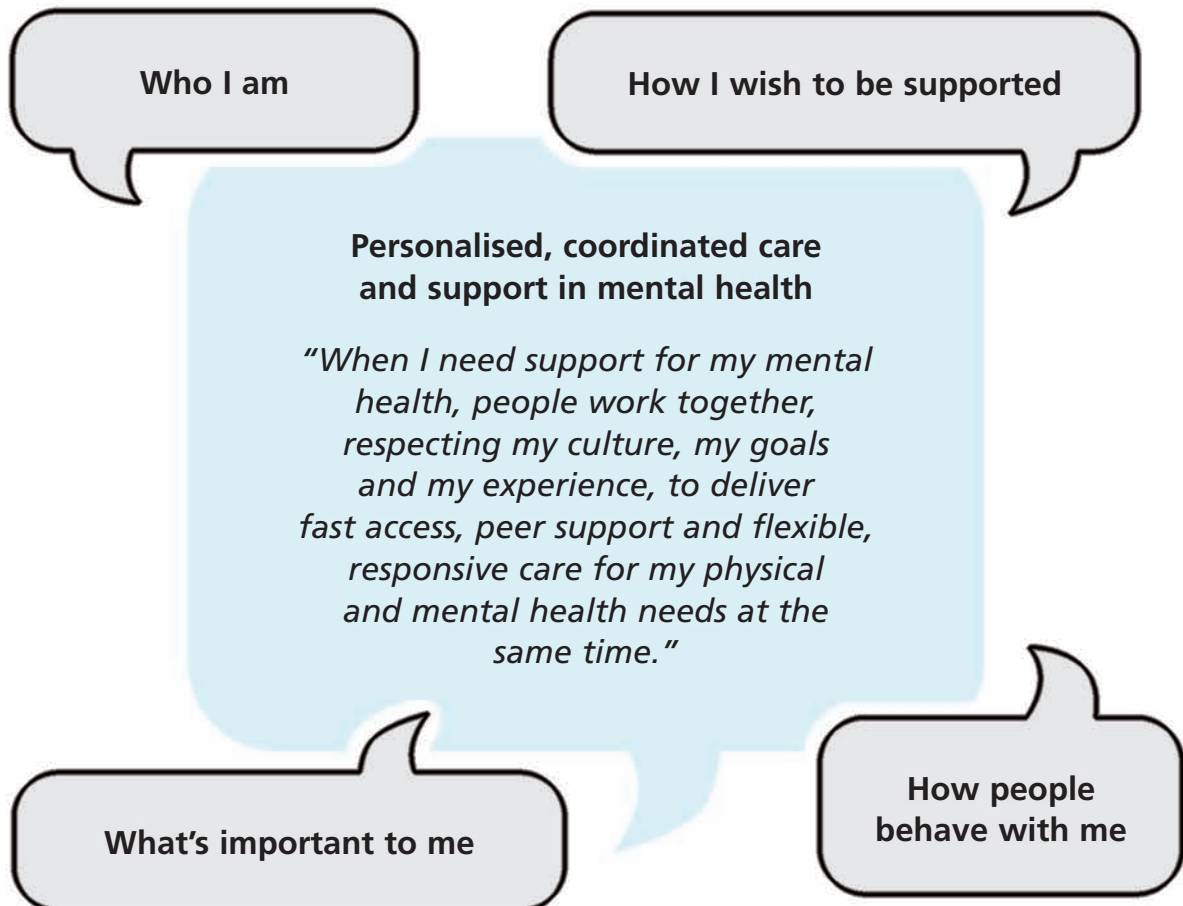 Who I am
How I wish to be supported
Personalised, coordinated care
and support in mental health
“When I need support for my mental
health, people work together,
respecting my culture, my goals
and my experience, to deliver
fast access, peer support and flexible,
responsive care for my physical
and mental health needs at the
same time.”
What's important to me
How people
behave with me